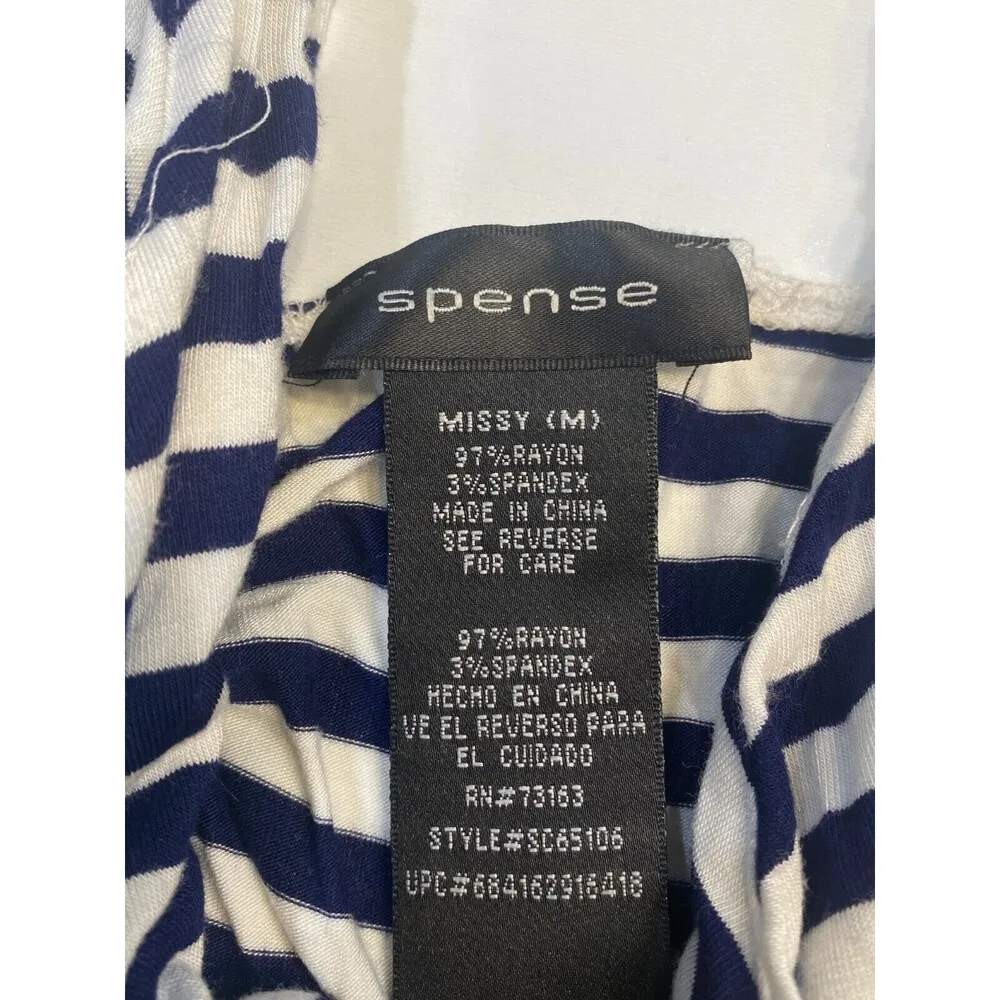 spense
MISSY (M)
97%RAYON
3%SPANDEX
MADE IN CHINA
SEE REVERSE
FOR CARE
97%RAYON
3%SPANDEX
HECHO EN CHINA
VE EL REVERSO PARA
EL CUIDADO
RN#73163
STYLE#SC65106
UPC#684162916418